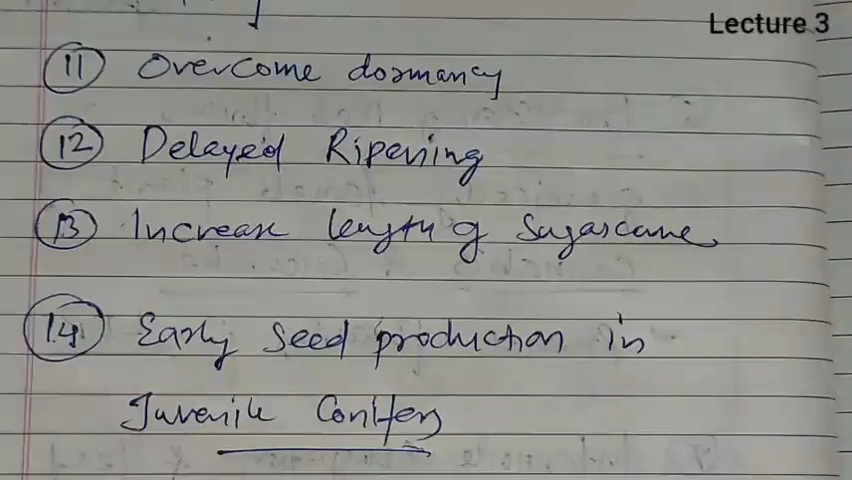 Lecture 3
11 Overcome dormancy
12 Delayed Ripening
13 Increase length of Sugarcane
14. Early Seed production in
Juvenile Conifers